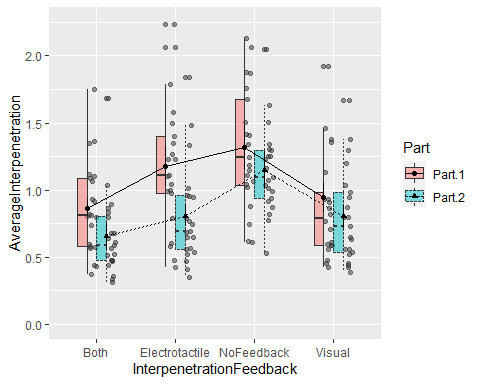 AverageInterpenetration
2.0
1.5
1.0
0.5
0.0
Both
Electrotactile
NoFeedback
Visual
InterpenetrationFeedback
Part
Part.1
Part.2